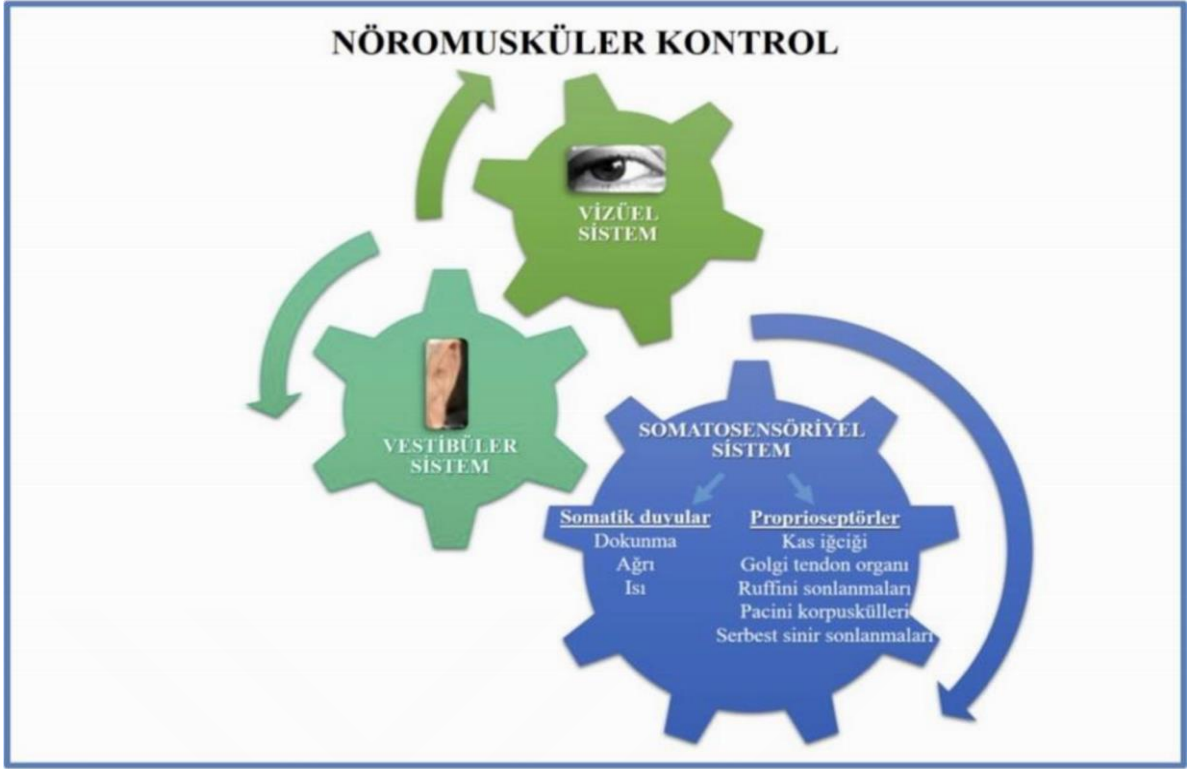 NÖROMUSKÜLER KONTROL
VİZÜEL
SİSTEM
VESTİBÜLER
SİSTEM
SOMATOSENSÖRİYEL
SİSTEM
Somatik duyular
Dokunma
Ağrı
Isı
Proprioseptörler
Kas iğciği
Golgi tendon organı
Ruffini sonlanmaları
Pacini korpuskülleri
Serbest sinir sonlanmaları